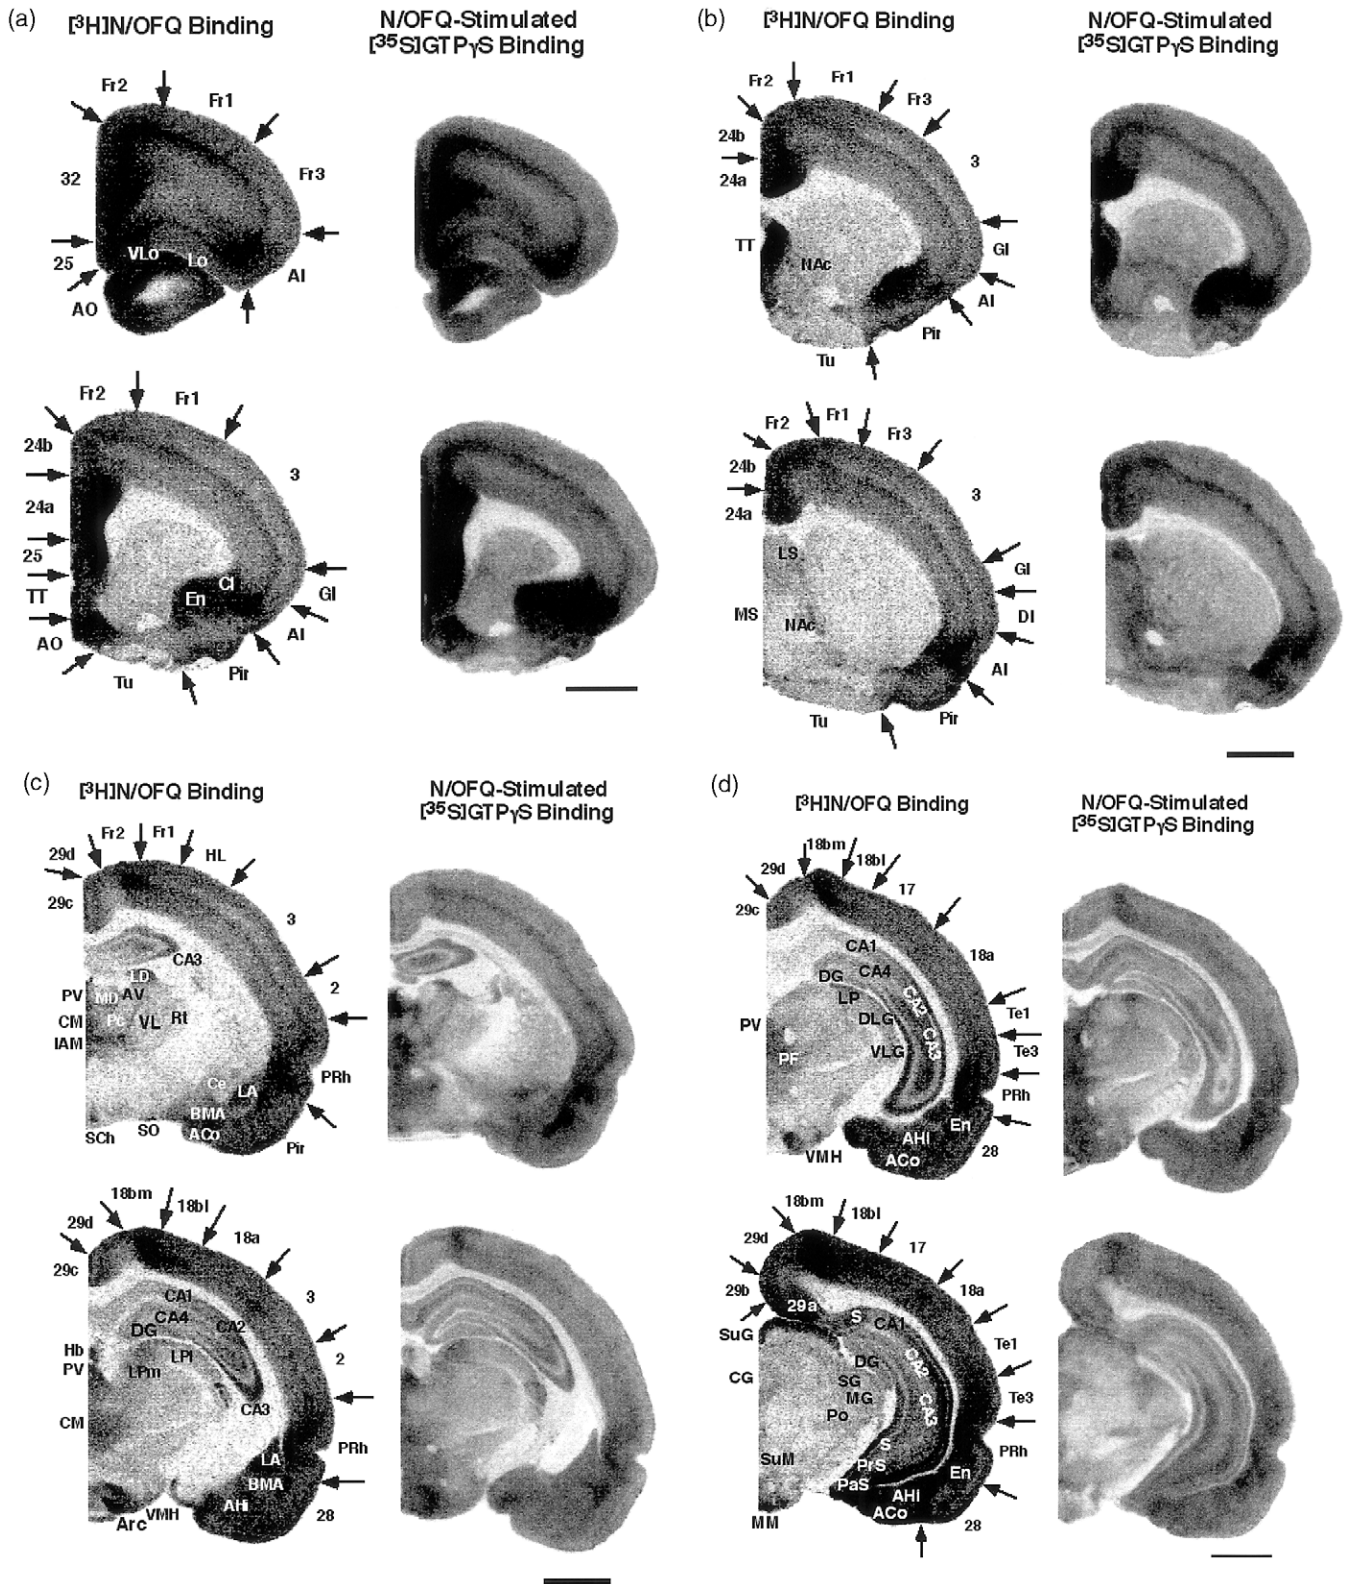 (a)
[³H]N/OFQ Binding
N/OFQ-Stimulated
[³⁵S]GTPγS Binding
Fr2
Fr1
Fr3
32
25
VLo
Lo
AI
AO
Fr2
Fr1
24b
3
24a
25
TT
Cl
En
GI
AI
AO
Tu
Pir
(b)
[³H]N/OFQ Binding
N/OFQ-Stimulated
[³⁵S]GTPγS Binding
Fr2
Fr1
Fr3
24b
3
24a
TT
NAc
GI
AI
Pir
Tu
Fr2
Fr1
Fr3
24b
3
24a
LS
GI
MS
NAc
DI
AI
Tu
Pir
(c)
[³H]N/OFQ Binding
N/OFQ-Stimulated
[³⁵S]GTPγS Binding
Fr2
Fr1
29d
HL
29c
3
CA3
LD
PV
MD
AV
2
CM
Pc
VL
Rt
IAM
Ce
LA
PRh
BMA
SCh
SO
ACo
Pir
18bm
18bl
29d
18a
29c
CA1
3
CA4
CA2
DG
Hb
LPl
PV
LPm
2
CA3
CM
LA
PRh
BMA
AHi
VMH
Arc
28
(d)
[³H]N/OFQ Binding
N/OFQ-Stimulated
[³⁵S]GTPγS Binding
18bm
18bl
29d
17
29c
CA1
18a
DG
CA4
LP
CA2
Te1
PV
DLG
CA3
VLG
Te3
PF
PRh
En
AHi
VMH
ACo
28
18bm
18bl
29d
17
29b
18a
29a
S
CA1
SuG
Te1
DG
CA2
CG
SG
MG
CA3
Te3
Po
S
PRh
SuM
PrS
En
PaS
AHi
ACo
28
MM